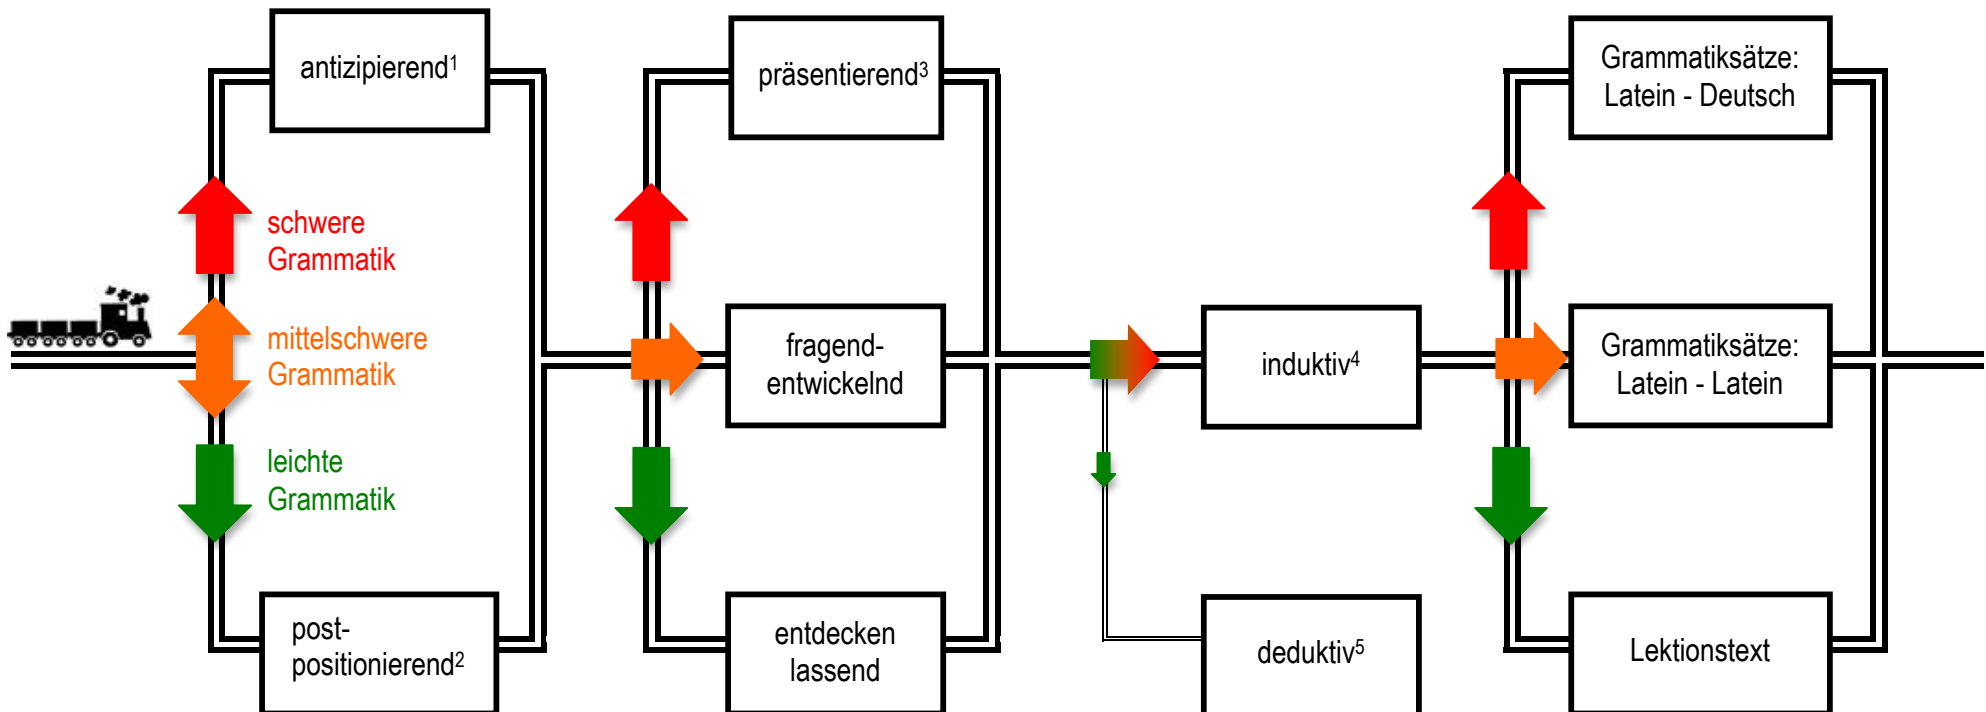 antizipierend¹
schwere
Grammatik
mittelschwere
Grammatik
leichte
Grammatik
post-
positionierend²
präsentierend³
fragend-
entwickelnd
entdecken
lassend
induktiv⁴
deduktiv⁵
Grammatiksätze:
Latein - Deutsch
Grammatiksätze:
Latein - Latein
Lektionstext